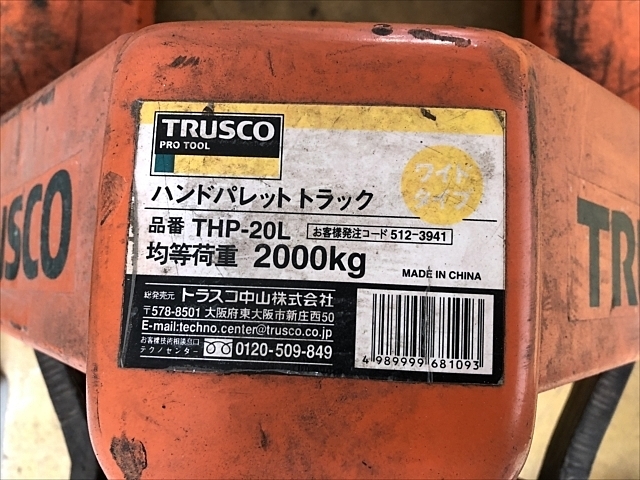 TRUSCO
PRO TOOL
ワイド
タイプ
ハンドパレットトラック
品番 THP-20L お客様発注コード 512-3941
均等荷重 2000kg
MADE IN CHINA
総発売元 トラスコ中山株式会社
〒578-8501 大阪府東大阪市新庄西50
E-mail:techno.center@trusco.co.jp
お客様技術相談窓口
テクノセンター 0120-509-849
4 989999 681093
USCO
TR